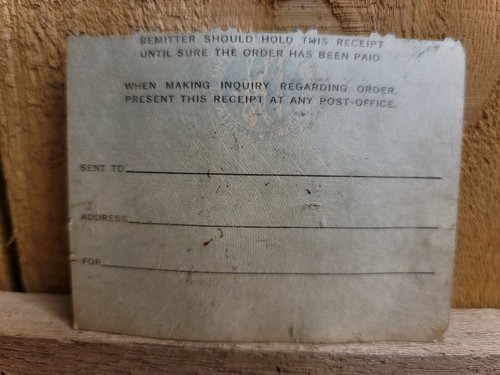 REMITTER SHOULD HOLD THIS RECEIPT
UNTIL SURE THE ORDER HAS BEEN PAID
WHEN MAKING INQUIRY REGARDING ORDER,
PRESENT THIS RECEIPT AT ANY POST-OFFICE.
SENT TO
ADDRESS
FOR